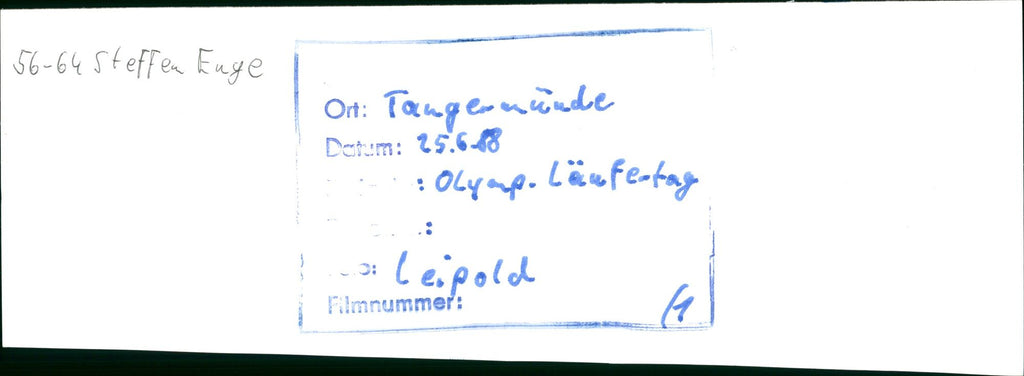 56-64 Steffen Enge
Ort: Tangermünde
Datum: 25.6.88
: Olymp. Läufertag
:
: Leipold
Filmnummer:
/1